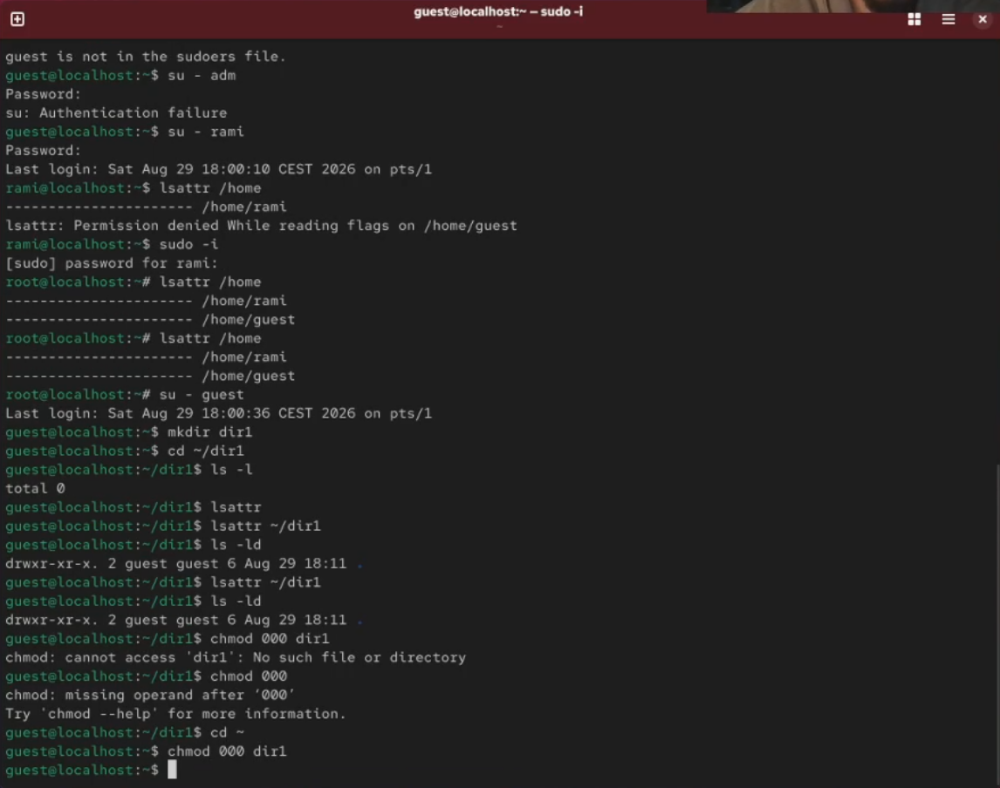 guest@localhost:~ — sudo -i
~
guest is not in the sudoers file.
guest@localhost:~$ su - adm
Password:
su: Authentication failure
guest@localhost:~$ su - rami
Password:
Last login: Sat Aug 29 18:00:10 CEST 2026 on pts/1
rami@localhost:~$ lsattr /home
---------------------- /home/rami
lsattr: Permission denied While reading flags on /home/guest
rami@localhost:~$ sudo -i
[sudo] password for rami:
root@localhost:~# lsattr /home
---------------------- /home/rami
---------------------- /home/guest
root@localhost:~# lsattr /home
---------------------- /home/rami
---------------------- /home/guest
root@localhost:~# su - guest
Last login: Sat Aug 29 18:00:36 CEST 2026 on pts/1
guest@localhost:~$ mkdir dir1
guest@localhost:~$ cd ~/dir1
guest@localhost:~/dir1$ ls -l
total 0
guest@localhost:~/dir1$ lsattr
guest@localhost:~/dir1$ lsattr ~/dir1
guest@localhost:~/dir1$ ls -ld
drwxr-xr-x. 2 guest guest 6 Aug 29 18:11 .
guest@localhost:~/dir1$ lsattr ~/dir1
guest@localhost:~/dir1$ ls -ld
drwxr-xr-x. 2 guest guest 6 Aug 29 18:11 .
guest@localhost:~/dir1$ chmod 000 dir1
chmod: cannot access 'dir1': No such file or directory
guest@localhost:~/dir1$ chmod 000
chmod: missing operand after ‘000’
Try 'chmod --help' for more information.
guest@localhost:~/dir1$ cd ~
guest@localhost:~$ chmod 000 dir1
guest@localhost:~$